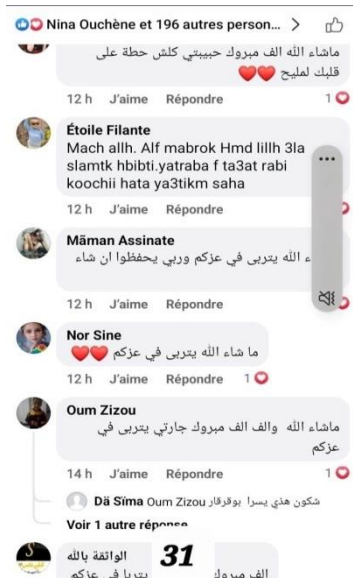 Nina Ouchène et 196 autres person...
ماشاء الله الف مبروك حبيبتي كلش حطة على
قلبك لمليح
12 h J'aime Répondre 1
Étoile Filante
Mach allh. Alf mabrok Hmd lillh 3la
slamtk hbibti.yatraba f ta3at rabi
koochii hata ya3tikm saha
12 h J'aime Répondre
Mãman Assinate
ء الله يتربى في عزكم وربي يحفظوا ان شاء
12 h J'aime Répondre
Nor Sine
ما شاء الله يتربى في عزكم
12 h J'aime Répondre 1
Oum Zizou
ماشاء الله والف الف مبروك جارتي يتربى في
عزكم
14 h J'aime Répondre 1
Dä Sïma Oum Zizou شكون هذي يسرا بوقرقار
Voir 1 autre réponse
الواثقة بالله
31
الف مبروك يتربا في عزكم